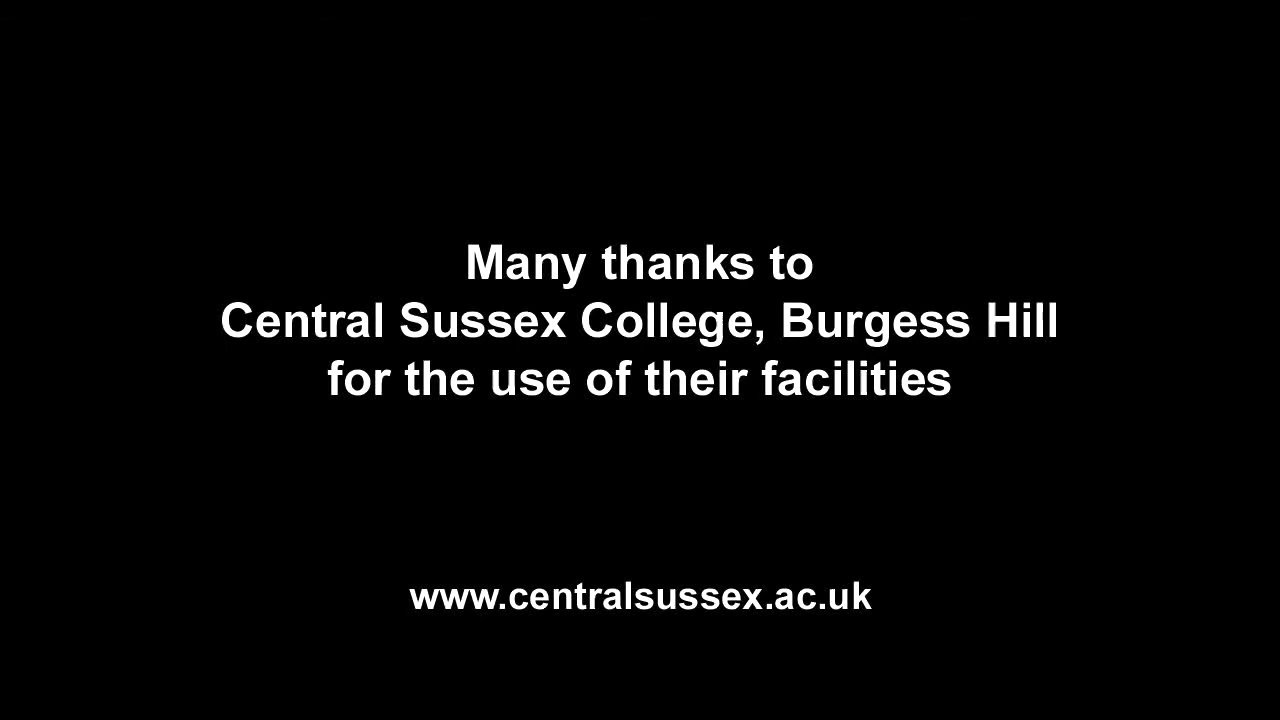 Many thanks to
Central Sussex College, Burgess Hill
for the use of their facilities
www.centralsussex.ac.uk